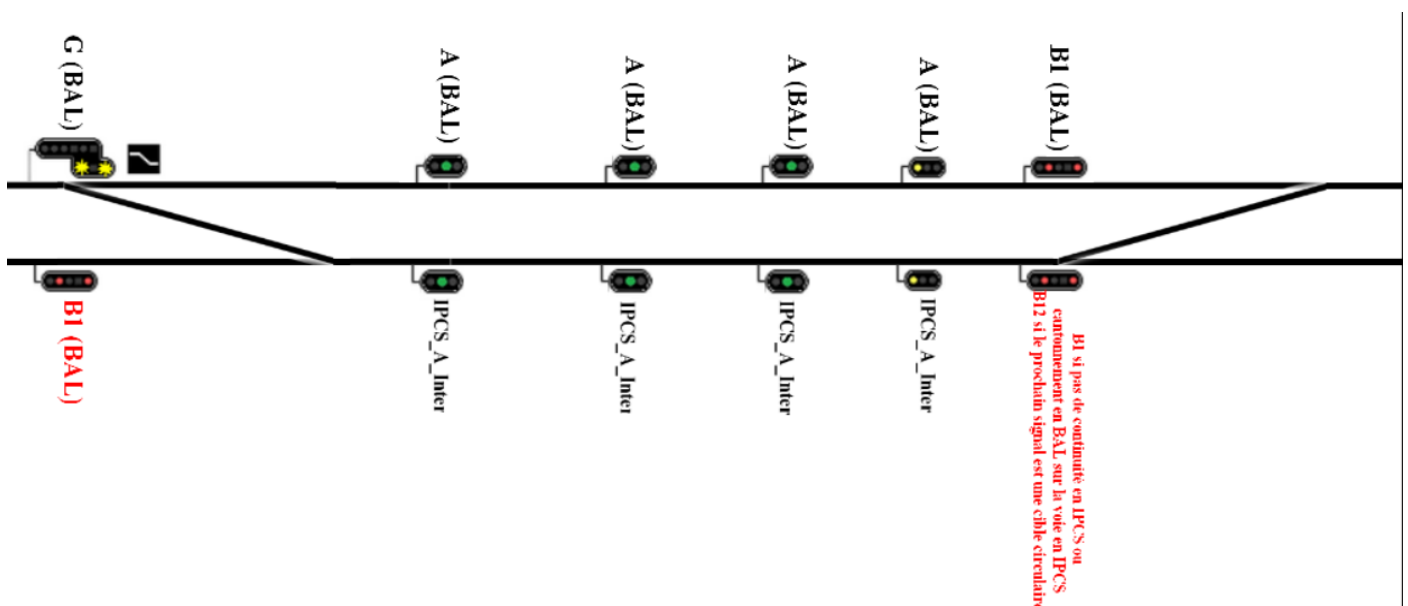 G (BAL)
A (BAL)
A (BAL)
A (BAL)
A (BAL)
B1 (BAL)
B1 (BAL)
IPCS_A_Inter
IPCS_A_Inter
IPCS_A_Inter
IPCS_A_Inter
B1 si pas de continuité en IPCS ou
cantonnement en BAL sur la voie en IPCS
B12 si le prochain signal est une cible circulaire